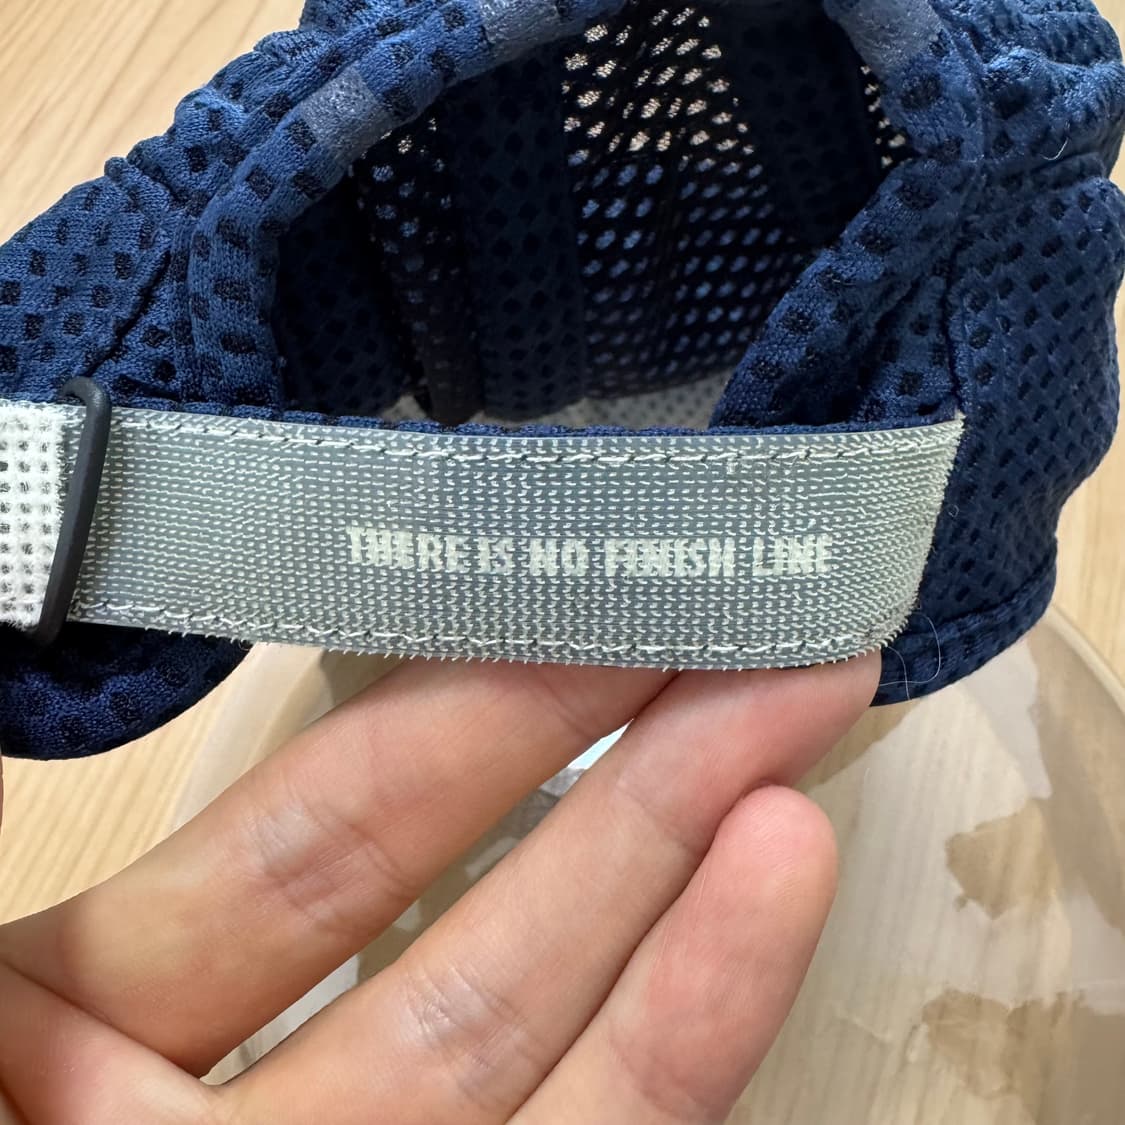 THERE IS NO FINISH LINE